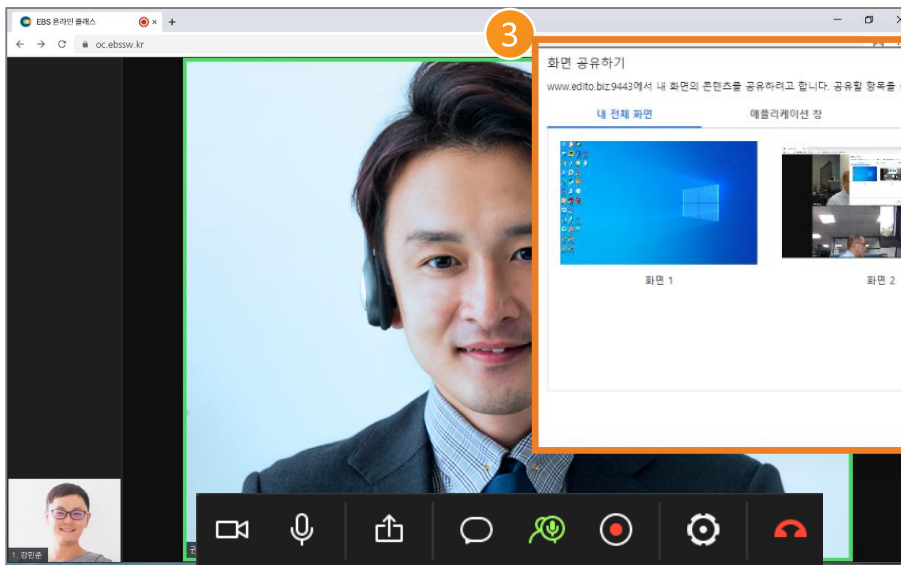 EBS 온라인 클래스
oc.ebssw.kr
3
화면 공유하기
www.edito.biz:9443에서 내 화면의 콘텐츠를 공유하려고 합니다. 공유할 항목을
내 전체 화면
애플리케이션 창
화면 1
화면 2
1. 강민준